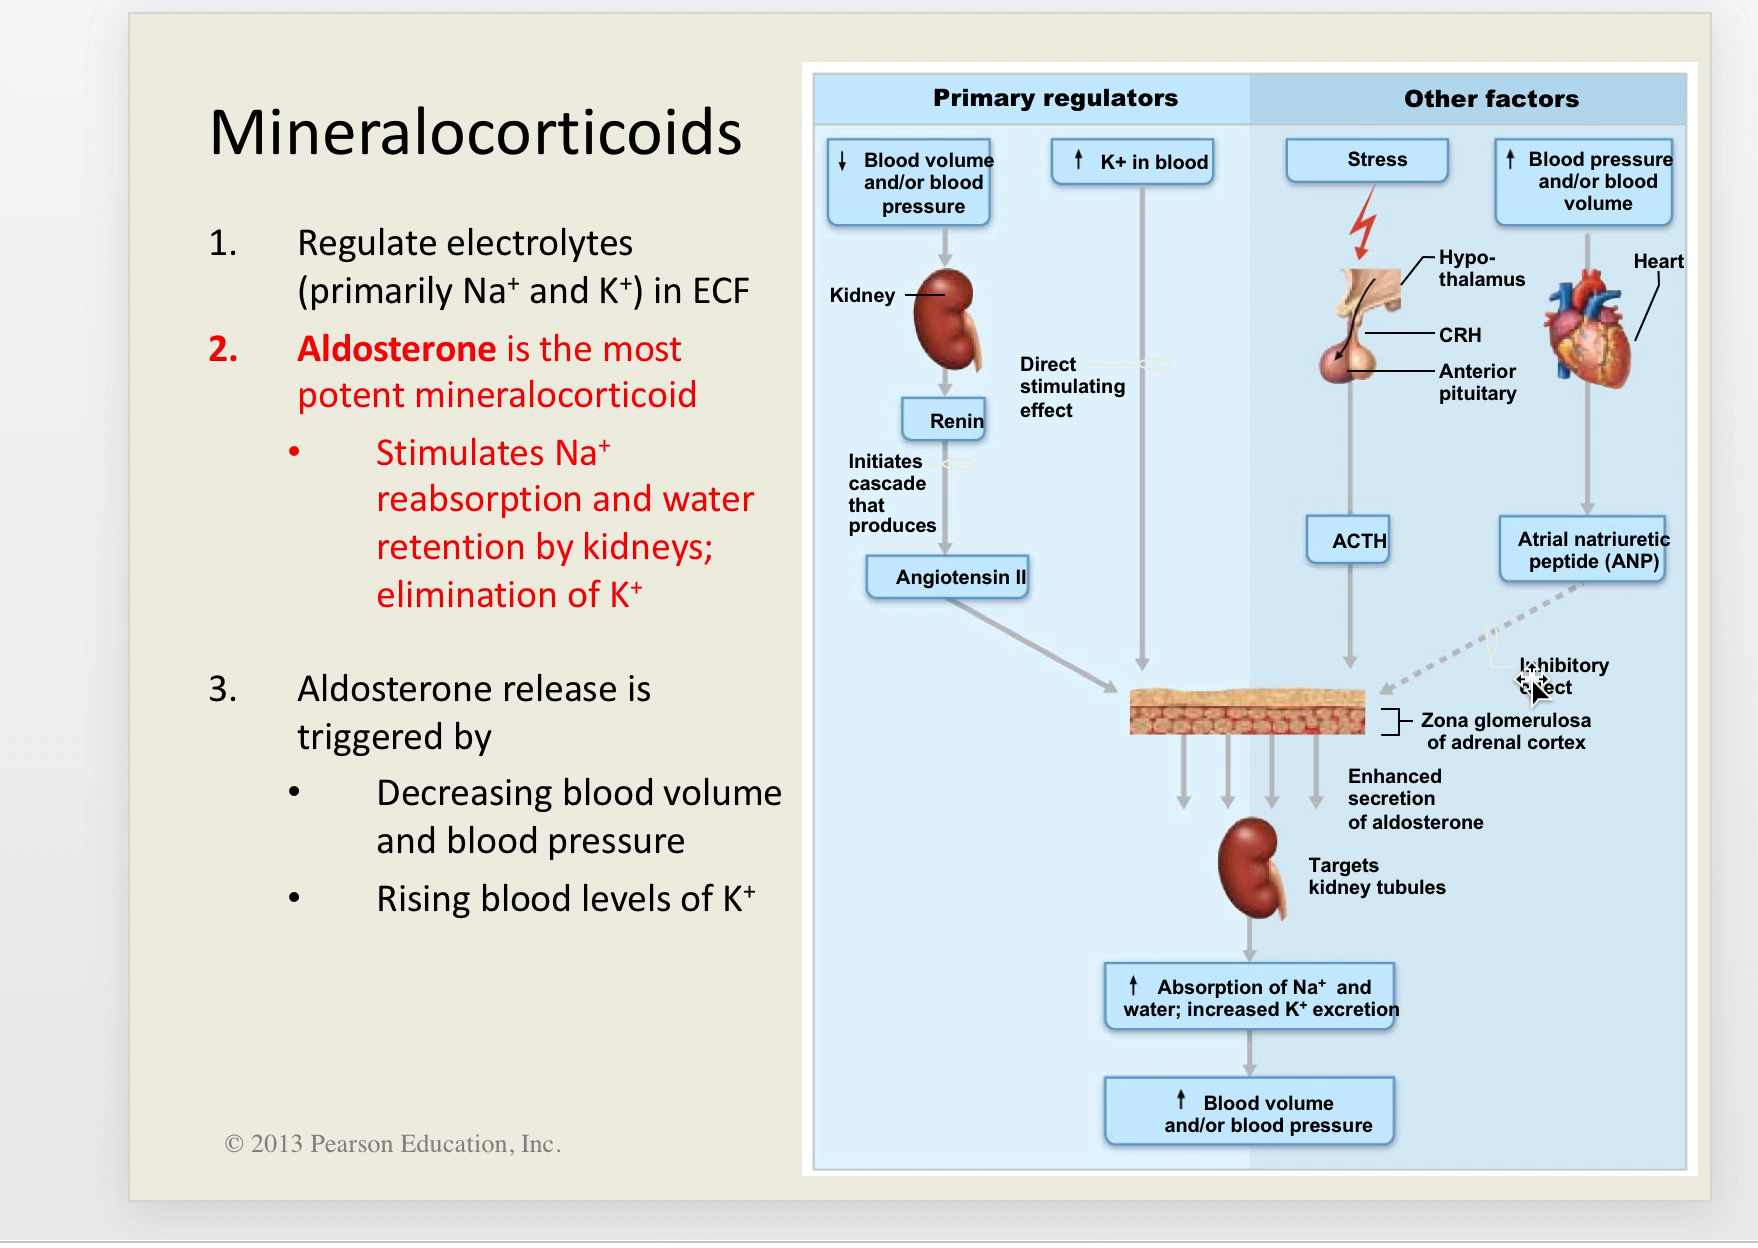 Mineralocorticoids
1. Regulate electrolytes
(primarily Na⁺ and K⁺) in ECF
2. Aldosterone is the most
potent mineralocorticoid
• Stimulates Na⁺
reabsorption and water
retention by kidneys;
elimination of K⁺
3. Aldosterone release is
triggered by
• Decreasing blood volume
and blood pressure
• Rising blood levels of K⁺
© 2013 Pearson Education, Inc.
Primary regulators
Other factors
↓ Blood volume
and/or blood
pressure
↑ K+ in blood
Stress
↑ Blood pressure
and/or blood
volume
Kidney
Hypo-
thalamus
Heart
CRH
Direct
stimulating
effect
Anterior
pituitary
Renin
Initiates
cascade
that
produces
ACTH
Atrial natriuretic
peptide (ANP)
Angiotensin II
Inhibitory
effect
Zona glomerulosa
of adrenal cortex
Enhanced
secretion
of aldosterone
Targets
kidney tubules
↑ Absorption of Na⁺ and
water; increased K⁺ excretion
↑ Blood volume
and/or blood pressure